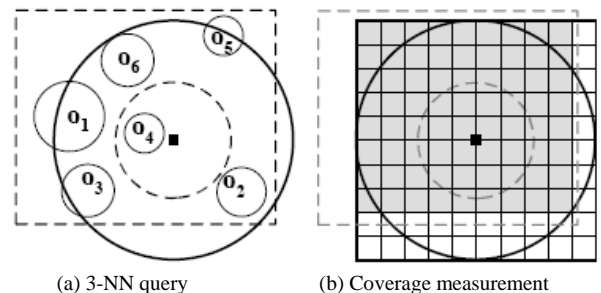 o5
o6
o1
o4
o3
o2
(a) 3-NN query
(b) Coverage measurement